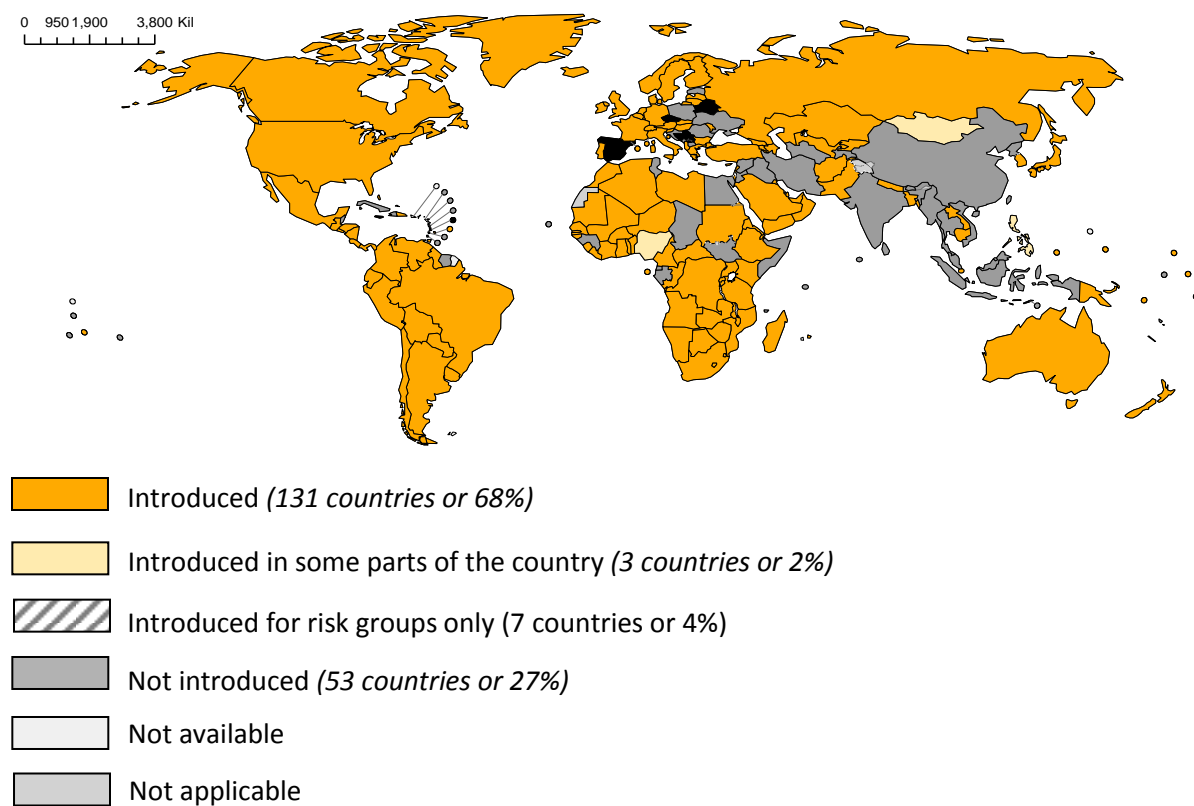 0 950 1,900 3,800 Kil
Introduced (131 countries or 68%)
Introduced in some parts of the country (3 countries or 2%)
Introduced for risk groups only (7 countries or 4%)
Not introduced (53 countries or 27%)
Not available
Not applicable